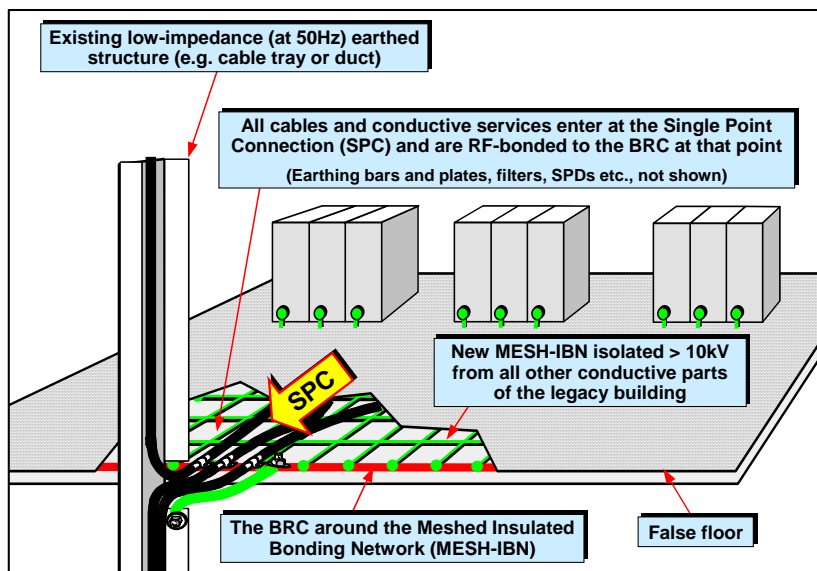 Existing low-impedance (at 50Hz) earthed
structure (e.g. cable tray or duct)
All cables and conductive services enter at the Single Point
Connection (SPC) and are RF-bonded to the BRC at that point
(Earthing bars and plates, filters, SPDs etc., not shown)
New MESH-IBN isolated > 10kV
from all other conductive parts
of the legacy building
SPC
The BRC around the Meshed Insulated
Bonding Network (MESH-IBN)
False floor